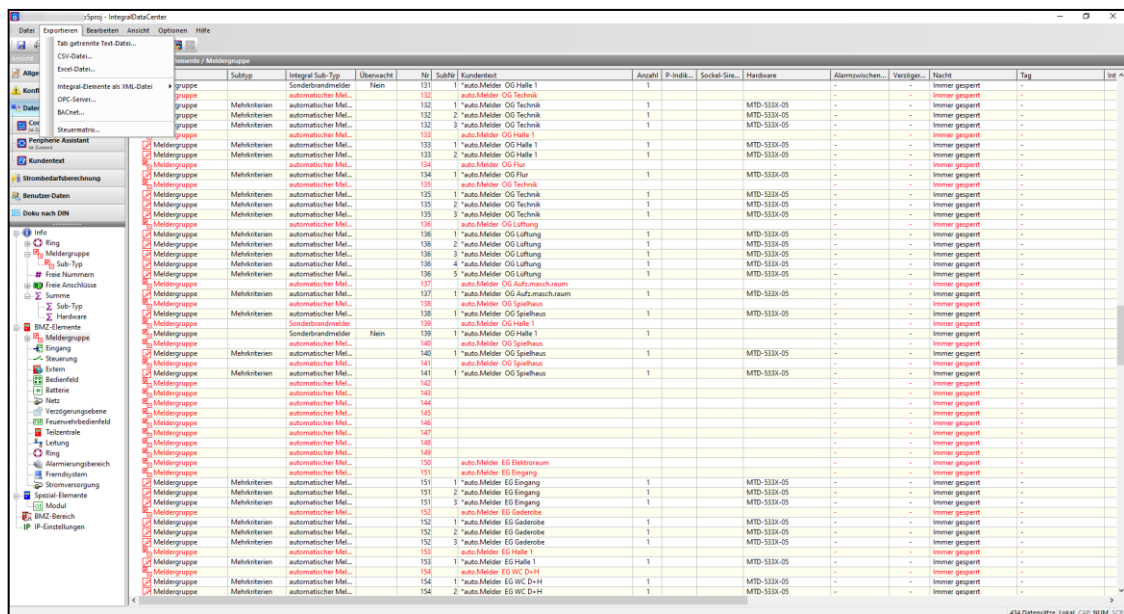 5proj - IntegralDataCenter
Datei Exportieren Bearbeiten Ansicht Optionen Hilfe
Tab getrennte Text-Datei...
CSV-Datei...
Excel-Datei...
Integral-Elemente als XML-Datei
OPC-Server...
BACnet...
Steuermatrix...
Ansicht
Allge
Konfi
Daten
Peripherie Assistant
Kundentext
Strombedarfsberechnung
Benutzer-Daten
Doku nach DIN
Info
Ring
Meldergruppe
Sub-Typ
Freie Nummern
Freie Anschlüsse
Summe
Sub-Typ
Hardware
BMZ-Elemente
Meldergruppe
Eingang
Steuerung
Extern
Bedienfeld
Batterie
Netz
Verzögerungsebene
Feuerwehrbedienfeld
Teilzentrale
Leitung
Ring
Alarmierungsbereich
Fremdsystem
Stromversorgung
Spezial-Elemente
Modul
BMZ-Bereich
IP IP-Einstellungen
lemente / Meldergruppe
Subtyp Integral Sub-Typ Überwacht Nr SubNr Kundentext Anzahl P-Indik... Sockel-Sire... Hardware Alarmzwischen... Verzöger... Nacht Tag Int
gruppe Sonderbrandmelder Nein 131 1 *auto.Melder OG Halle 1 1 - - Immer gesperrt -
gruppe automatischer Mel... 132 auto.Melder OG Technik - - Immer gesperrt -
gruppe Mehrkriterien automatischer Mel... 132 1 *auto.Melder OG Technik 1 MTD-533X-05 - - Immer gesperrt -
gruppe Mehrkriterien automatischer Mel... 132 2 *auto.Melder OG Technik 1 MTD-533X-05 - - Immer gesperrt -
gruppe Mehrkriterien automatischer Mel... 132 3 *auto.Melder OG Technik 1 MTD-533X-05 - - Immer gesperrt -
gruppe automatischer Mel... 133 auto.Melder OG Halle 1 - - Immer gesperrt -
Meldergruppe Mehrkriterien automatischer Mel... 133 1 *auto.Melder OG Halle 1 1 MTD-533X-05 - - Immer gesperrt -
Meldergruppe Mehrkriterien automatischer Mel... 133 2 *auto.Melder OG Halle 1 1 MTD-533X-05 - - Immer gesperrt -
Meldergruppe automatischer Mel... 134 auto.Melder OG Flur - - Immer gesperrt -
Meldergruppe Mehrkriterien automatischer Mel... 134 1 *auto.Melder OG Flur 1 MTD-533X-05 - - Immer gesperrt -
Meldergruppe automatischer Mel... 135 auto.Melder OG Technik - - Immer gesperrt -
Meldergruppe Mehrkriterien automatischer Mel... 135 1 *auto.Melder OG Technik 1 MTD-533X-05 - - Immer gesperrt -
Meldergruppe Mehrkriterien automatischer Mel... 135 2 *auto.Melder OG Technik 1 MTD-533X-05 - - Immer gesperrt -
Meldergruppe Mehrkriterien automatischer Mel... 135 3 *auto.Melder OG Technik 1 MTD-533X-05 - - Immer gesperrt -
Meldergruppe automatischer Mel... 136 auto.Melder OG Lüftung - - Immer gesperrt -
Meldergruppe Mehrkriterien automatischer Mel... 136 1 *auto.Melder OG Lüftung 1 MTD-533X-05 - - Immer gesperrt -
Meldergruppe Mehrkriterien automatischer Mel... 136 2 *auto.Melder OG Lüftung 1 MTD-533X-05 - - Immer gesperrt -
Meldergruppe Mehrkriterien automatischer Mel... 136 3 *auto.Melder OG Lüftung 1 MTD-533X-05 - - Immer gesperrt -
Meldergruppe Mehrkriterien automatischer Mel... 136 4 *auto.Melder OG Lüftung 1 MTD-533X-05 - - Immer gesperrt -
Meldergruppe Mehrkriterien automatischer Mel... 136 5 *auto.Melder OG Lüftung 1 MTD-533X-05 - - Immer gesperrt -
Meldergruppe automatischer Mel... 137 auto.Melder OG Aufz.masch.raum - - Immer gesperrt -
Meldergruppe Mehrkriterien automatischer Mel... 137 1 *auto.Melder OG Aufz.masch.raum 1 MTD-533X-05 - - Immer gesperrt -
Meldergruppe automatischer Mel... 138 auto.Melder OG Spielhaus - - Immer gesperrt -
Meldergruppe Mehrkriterien automatischer Mel... 138 1 *auto.Melder OG Spielhaus 1 MTD-533X-05 - - Immer gesperrt -
Meldergruppe Sonderbrandmelder 139 auto.Melder OG Halle 1 - - Immer gesperrt -
Meldergruppe Sonderbrandmelder Nein 139 1 *auto.Melder OG Halle 1 1 - - Immer gesperrt -
Meldergruppe automatischer Mel... 140 auto.Melder OG Spielhaus - - Immer gesperrt -
Meldergruppe Mehrkriterien automatischer Mel... 140 1 *auto.Melder OG Spielhaus 1 MTD-533X-05 - - Immer gesperrt -
Meldergruppe automatischer Mel... 141 auto.Melder OG Spielhaus - - Immer gesperrt -
Meldergruppe Mehrkriterien automatischer Mel... 141 1 *auto.Melder OG Spielhaus 1 MTD-533X-05 - - Immer gesperrt -
Meldergruppe automatischer Mel... 142 - - Immer gesperrt -
Meldergruppe automatischer Mel... 143 - - Immer gesperrt -
Meldergruppe automatischer Mel... 144 - - Immer gesperrt -
Meldergruppe automatischer Mel... 145 - - Immer gesperrt -
Meldergruppe automatischer Mel... 146 - - Immer gesperrt -
Meldergruppe automatischer Mel... 147 - - Immer gesperrt -
Meldergruppe automatischer Mel... 148 - - Immer gesperrt -
Meldergruppe automatischer Mel... 149 - - Immer gesperrt -
Meldergruppe automatischer Mel... 150 auto.Melder EG Elektroraum - - Immer gesperrt -
Meldergruppe automatischer Mel... 151 auto.Melder EG Eingang - - Immer gesperrt -
Meldergruppe Mehrkriterien automatischer Mel... 151 1 *auto.Melder EG Eingang 1 MTD-533X-05 - - Immer gesperrt -
Meldergruppe Mehrkriterien automatischer Mel... 151 2 *auto.Melder EG Eingang 1 MTD-533X-05 - - Immer gesperrt -
Meldergruppe Mehrkriterien automatischer Mel... 151 3 *auto.Melder EG Eingang 1 MTD-533X-05 - - Immer gesperrt -
Meldergruppe automatischer Mel... 152 auto.Melder EG Gaderobe - - Immer gesperrt -
Meldergruppe Mehrkriterien automatischer Mel... 152 1 *auto.Melder EG Gaderobe 1 MTD-533X-05 - - Immer gesperrt -
Meldergruppe Mehrkriterien automatischer Mel... 152 2 *auto.Melder EG Gaderobe 1 MTD-533X-05 - - Immer gesperrt -
Meldergruppe Mehrkriterien automatischer Mel... 152 3 *auto.Melder EG Gaderobe 1 MTD-533X-05 - - Immer gesperrt -
Meldergruppe automatischer Mel... 153 auto.Melder EG Halle 1 - - Immer gesperrt -
Meldergruppe Mehrkriterien automatischer Mel... 153 1 *auto.Melder EG Halle 1 1 MTD-533X-05 - - Immer gesperrt -
Meldergruppe automatischer Mel... 154 auto.Melder EG WC D+H - - Immer gesperrt -
Meldergruppe Mehrkriterien automatischer Mel... 154 1 *auto.Melder EG WC D+H 1 MTD-533X-05 - - Immer gesperrt -
Meldergruppe Mehrkriterien automatischer Mel... 154 2 *auto.Melder EG WC D+H 1 MTD-533X-05 - - Immer gesperrt -
434 Datensätze Lokal CAP NUM SCR